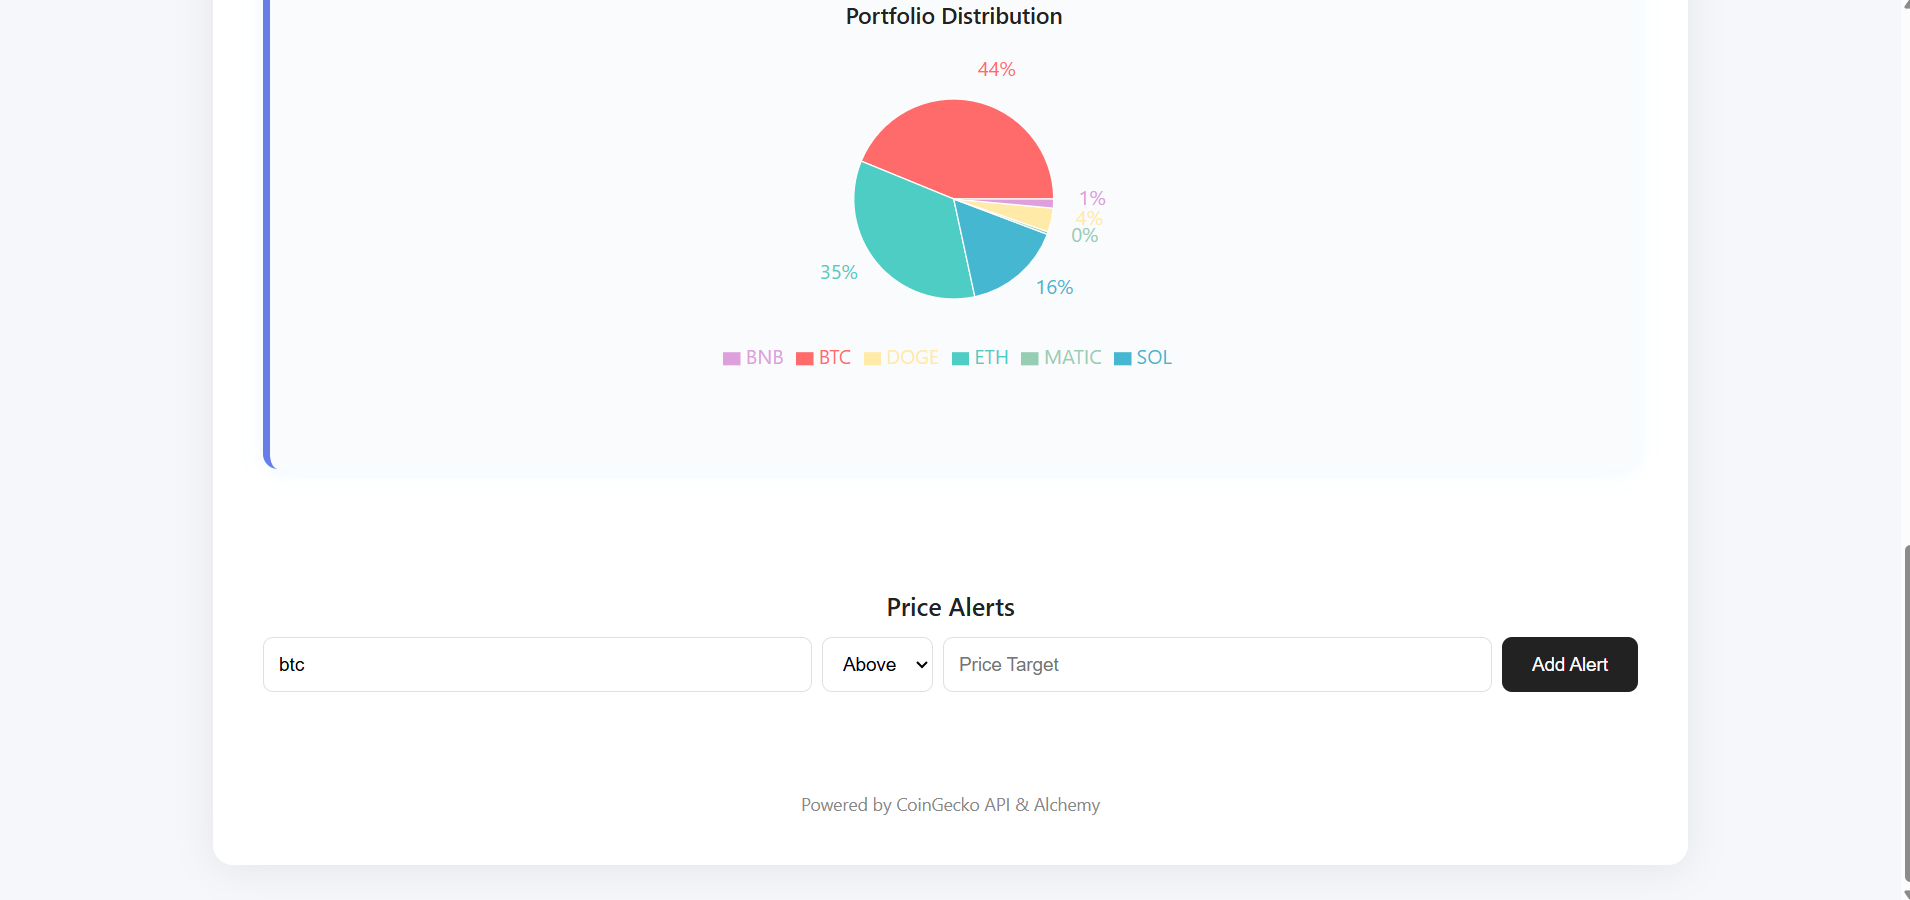 Portfolio Distribution
44%
1%
4%
0%
35%
16%
BNB BTC DOGE ETH MATIC SOL
Price Alerts
btc Above Price Target Add Alert
Powered by CoinGecko API & Alchemy